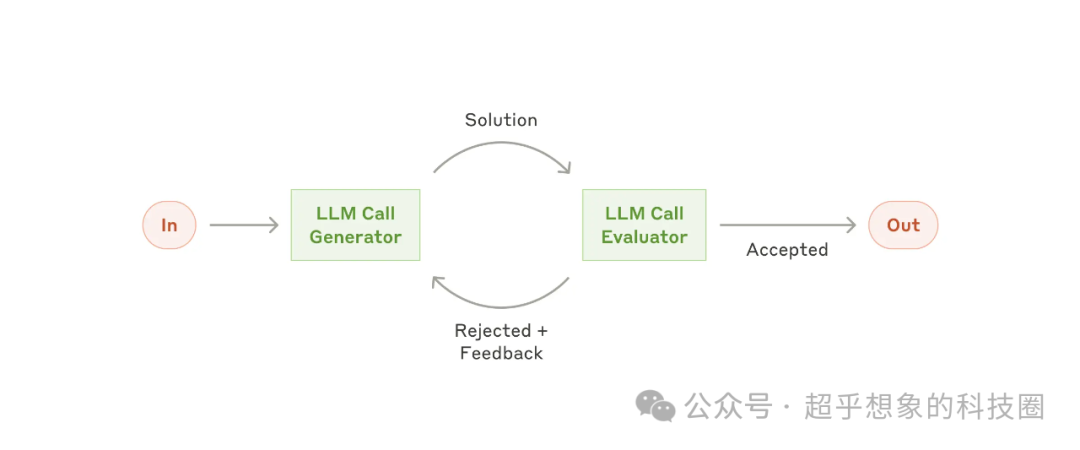 Solution
In
LLM Call
Generator
LLM Call
Evaluator
Out
Accepted
Rejected +
Feedback
公众号 · 超乎想象的科技圈